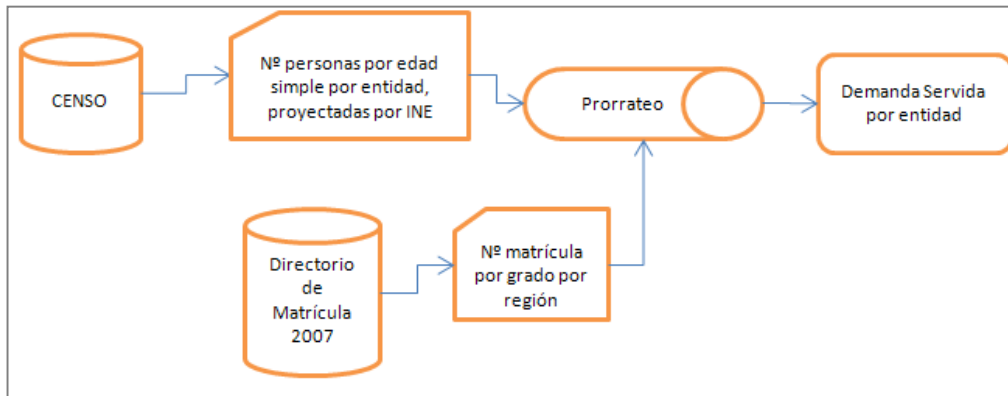 CENSO
Nº personas por edad
simple por entidad,
proyectadas por INE
Prorrateo
Demanda Servida
por entidad
Directorio
de
Matrícula
2007
Nº matrícula
por grado por
región